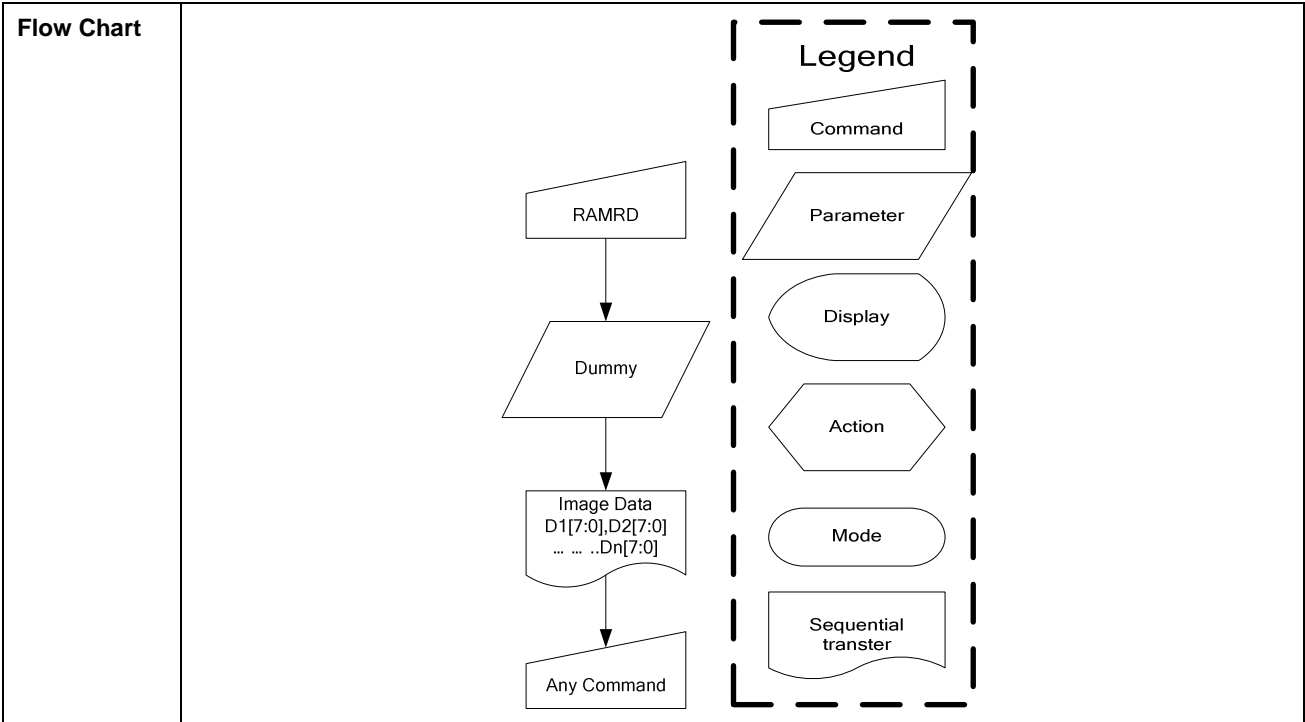 Flow Chart
RAMRD
Dummy
Image Data
D1[7:0],D2[7:0]
... ... ..Dn[7:0]
Any Command
Legend
Command
Parameter
Display
Action
Mode
Sequential
transter